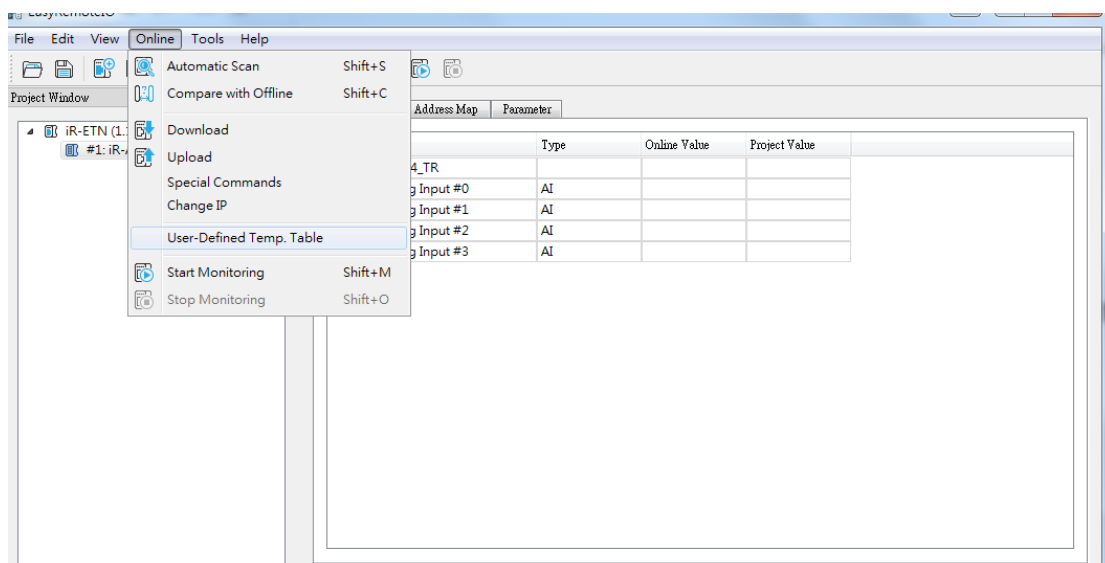 EasyRemoteIO
File Edit View Online Tools Help
Automatic Scan Shift+S
Compare with Offline Shift+C
Download
Upload
Special Commands
Change IP
User-Defined Temp. Table
Start Monitoring Shift+M
Stop Monitoring Shift+O
Project Window
iR-ETN (1.
#1: iR-
Address Map Parameter
Type Online Value Project Value
4_TR
g Input #0 AI
g Input #1 AI
g Input #2 AI
g Input #3 AI